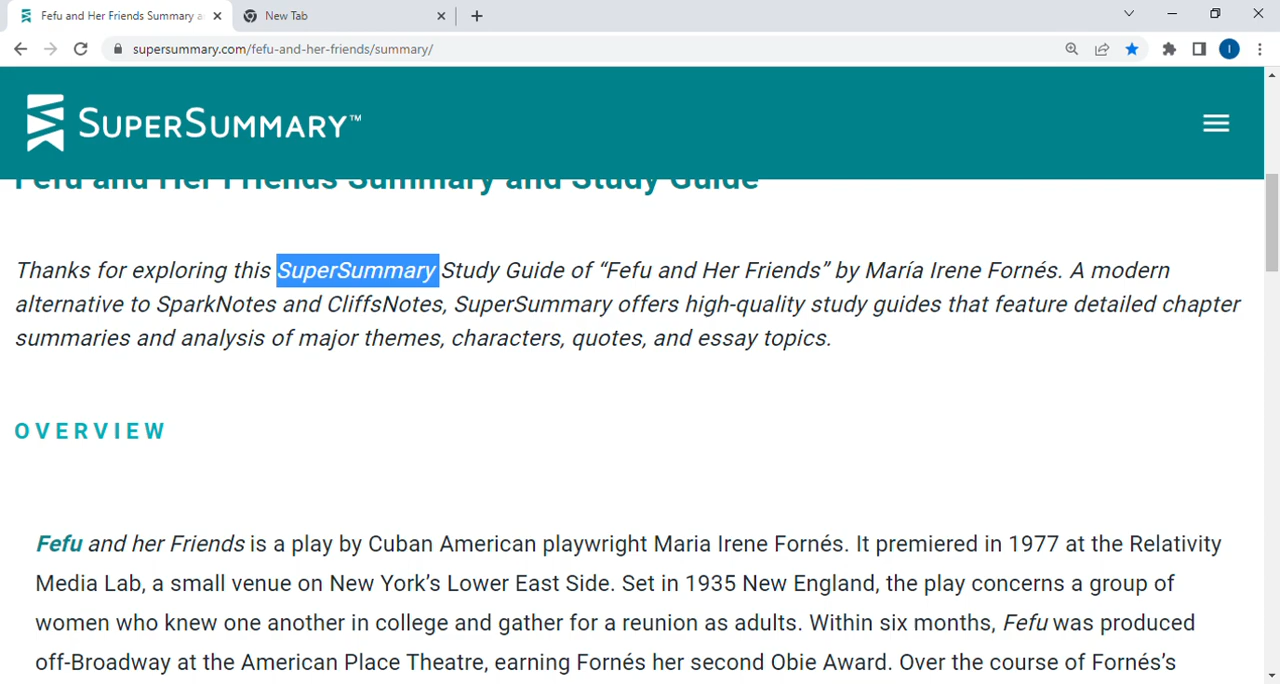 Fefu and Her Friends Summary a
New Tab
supersummary.com/fefu-and-her-friends/summary/
I
SUPERSUMMARY™
Fefu and Her Friends Summary and Study Guide
Thanks for exploring this SuperSummary Study Guide of “Fefu and Her Friends” by María Irene Fornés. A modern
alternative to SparkNotes and CliffsNotes, SuperSummary offers high-quality study guides that feature detailed chapter
summaries and analysis of major themes, characters, quotes, and essay topics.
OVERVIEW
Fefu and her Friends is a play by Cuban American playwright Maria Irene Fornés. It premiered in 1977 at the Relativity
Media Lab, a small venue on New York’s Lower East Side. Set in 1935 New England, the play concerns a group of
women who knew one another in college and gather for a reunion as adults. Within six months, Fefu was produced
off-Broadway at the American Place Theatre, earning Fornés her second Obie Award. Over the course of Fornés’s